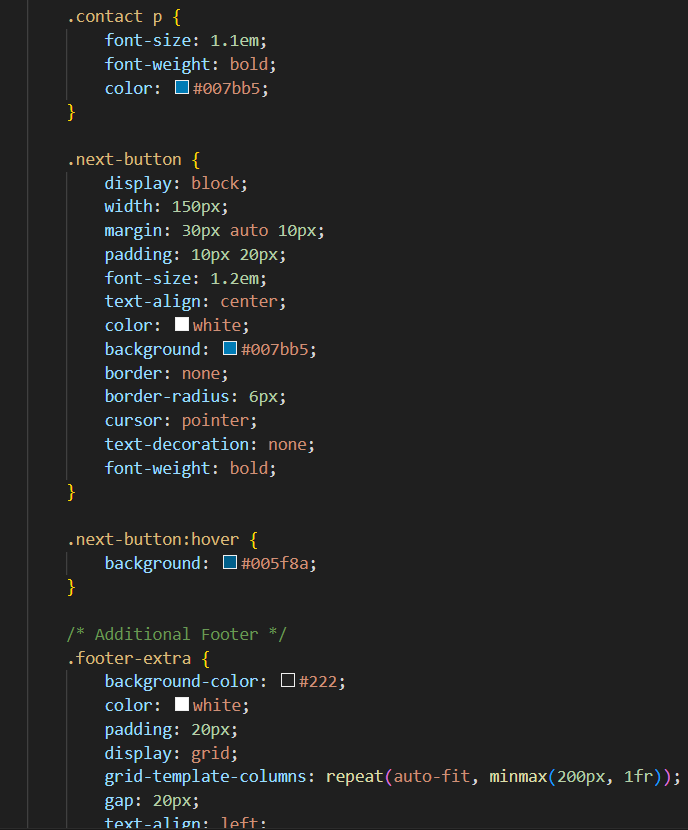 .contact p {
    font-size: 1.1em;
    font-weight: bold;
    color: #007bb5;
}

.next-button {
    display: block;
    width: 150px;
    margin: 30px auto 10px;
    padding: 10px 20px;
    font-size: 1.2em;
    text-align: center;
    color: white;
    background: #007bb5;
    border: none;
    border-radius: 6px;
    cursor: pointer;
    text-decoration: none;
    font-weight: bold;
}

.next-button:hover {
    background: #005f8a;
}

/* Additional Footer */
.footer-extra {
    background-color: #222;
    color: white;
    padding: 20px;
    display: grid;
    grid-template-columns: repeat(auto-fit, minmax(200px, 1fr));
    gap: 20px;
    text-align: left;